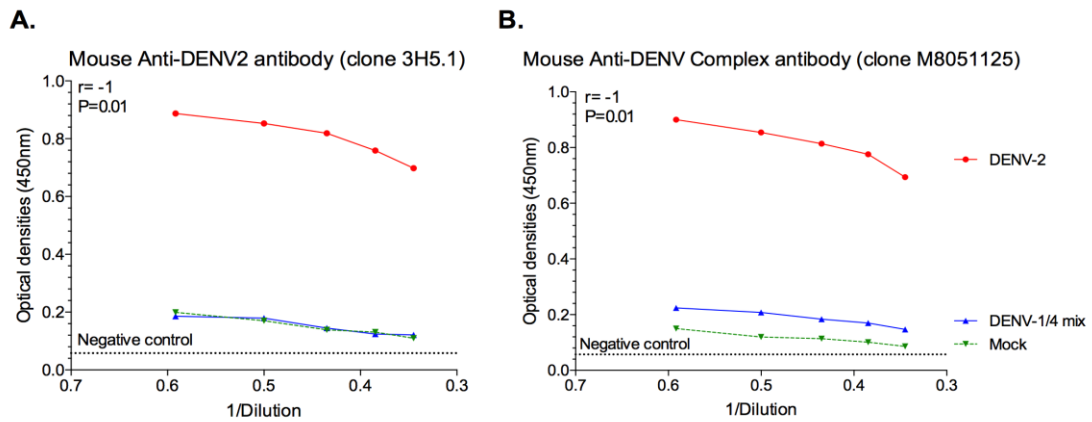 A.
Mouse Anti-DENV2 antibody (clone 3H5.1)
r= -1
P=0.01
Optical densities (450nm)
1.0
0.8
0.6
0.4
0.2
0.0
Negative control
0.7
0.6
0.5
0.4
0.3
1/Dilution
B.
Mouse Anti-DENV Complex antibody (clone M8051125)
r= -1
P=0.01
Optical densities (450nm)
1.0
0.8
0.6
0.4
0.2
0.0
Negative control
0.7
0.6
0.5
0.4
0.3
1/Dilution
DENV-2
DENV-1/4 mix
Mock